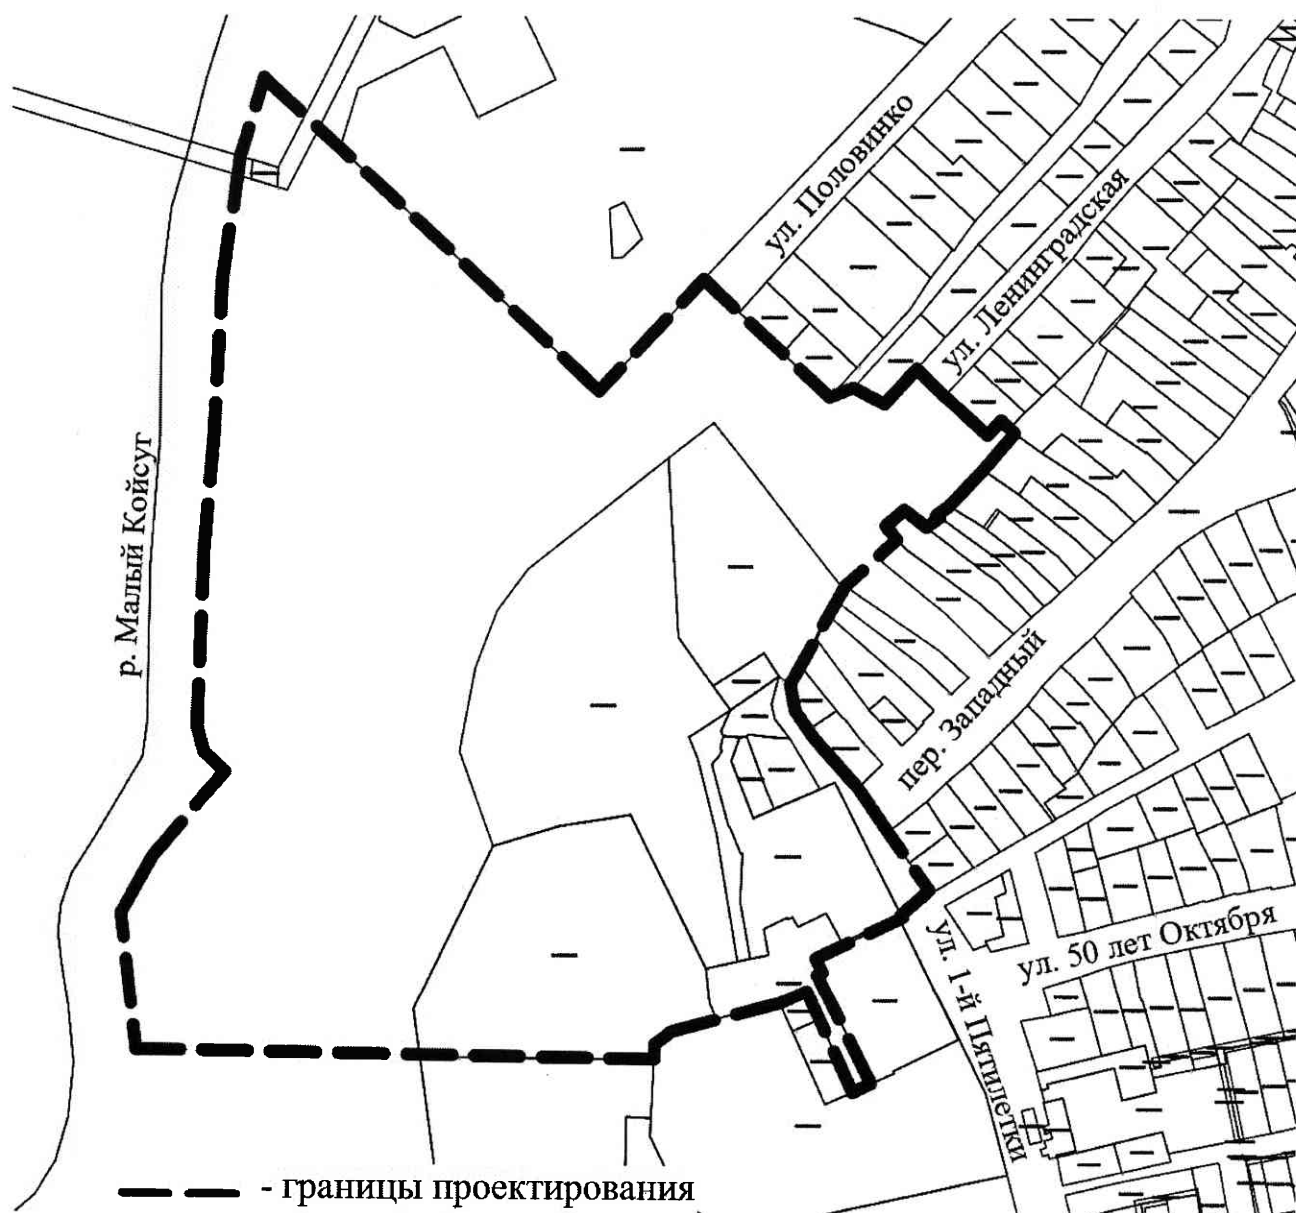 ул. Половинко
ул. Ленинградская
р. Малый Койсуг
пер. Западный
ул. 50 лет Октября
ул. 1-й Пятилетки
- границы проектирования